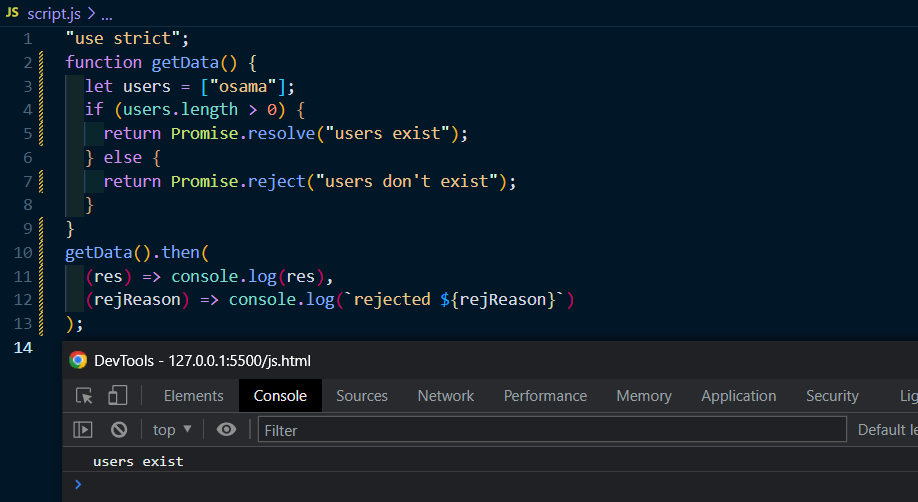 JS script.js > ...
1 "use strict";
2 function getData() {
3 let users = ["osama"];
4 if (users.length > 0) {
5 return Promise.resolve("users exist");
6 } else {
7 return Promise.reject("users don't exist");
8 }
9 }
10 getData().then(
11 (res) => console.log(res),
12 (rejReason) => console.log(`rejected ${rejReason}`)
13 );
14
DevTools - 127.0.0.1:5500/js.html
Elements Console Sources Network Performance Memory Application Security Lig
top Filter Default le
users exist
>